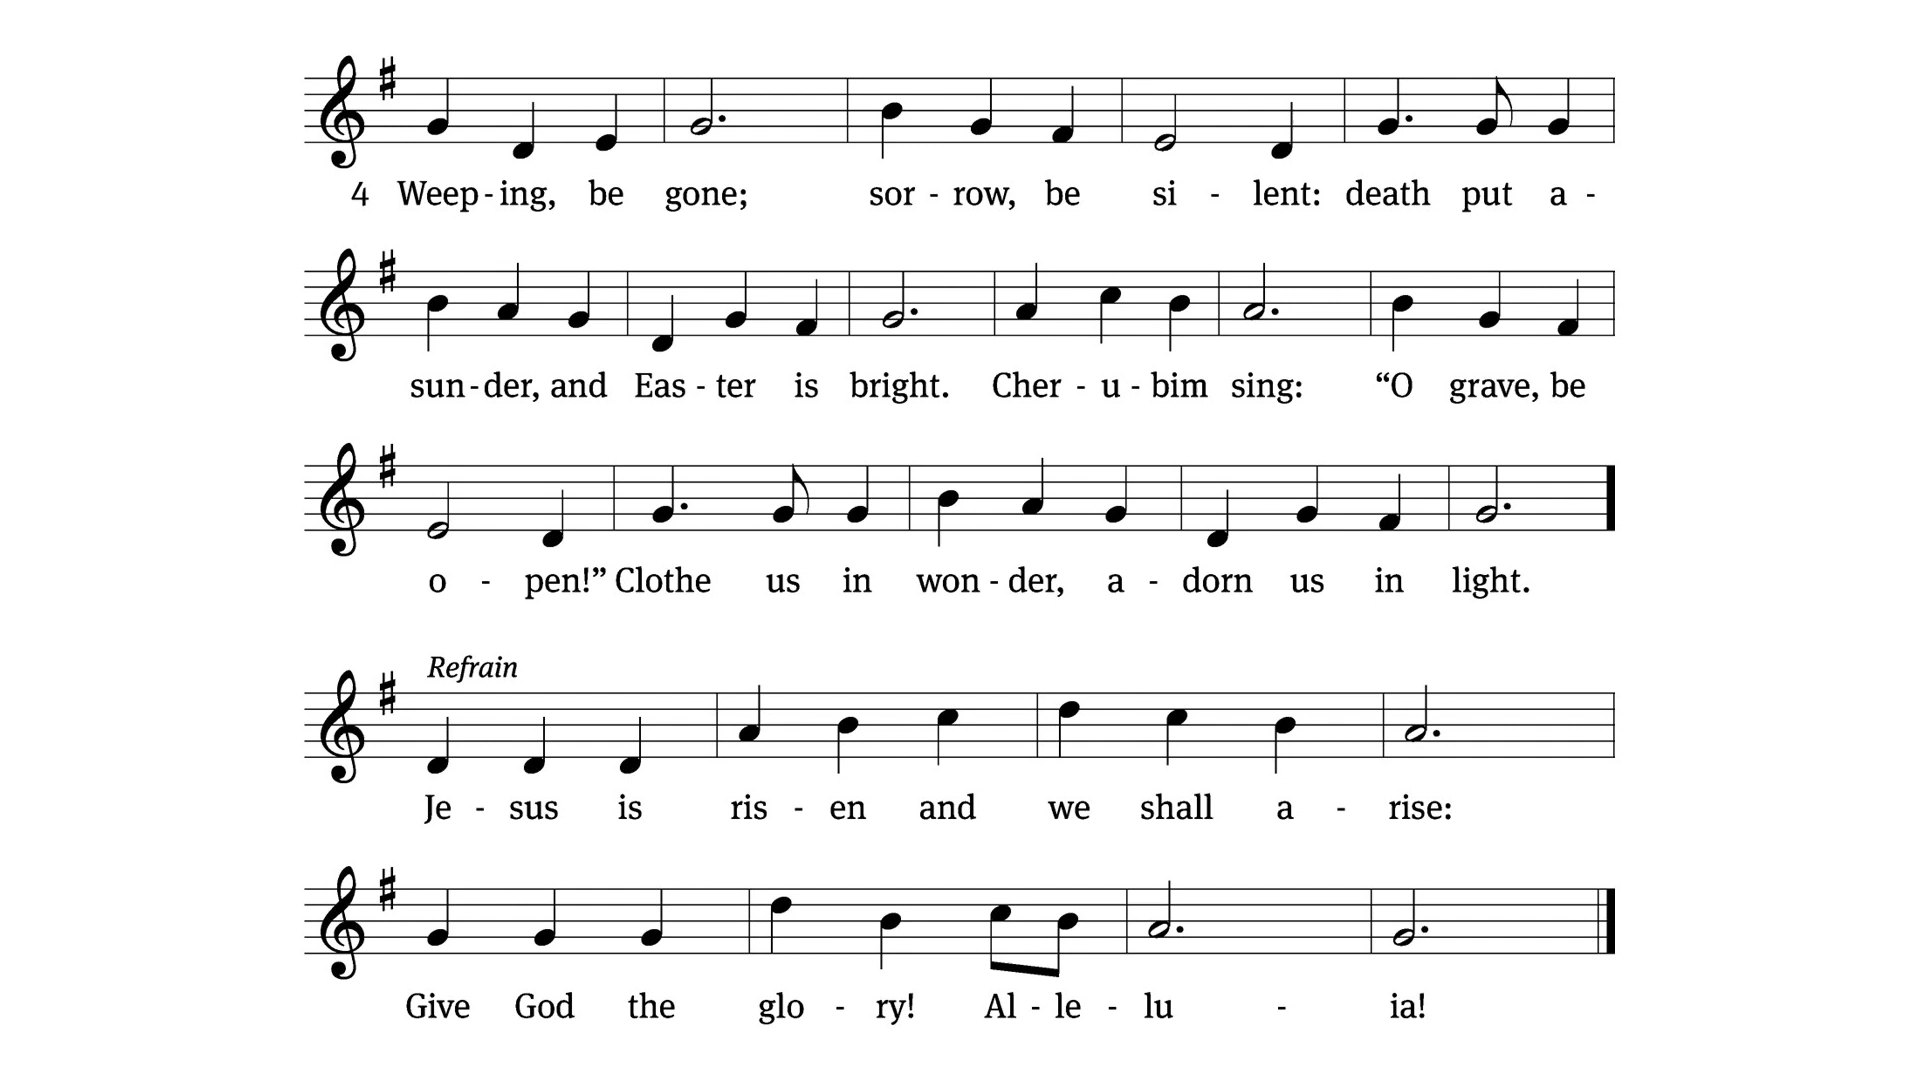 4 Weep - ing, be gone; sor - row, be si - lent: death put a -
sun - der, and Eas - ter is bright. Cher - u - bim sing: “O grave, be
o - pen!” Clothe us in won - der, a - dorn us in light.
Refrain
Je - sus is ris - en and we shall a - rise:
Give God the glo - ry! Al - le - lu - ia!